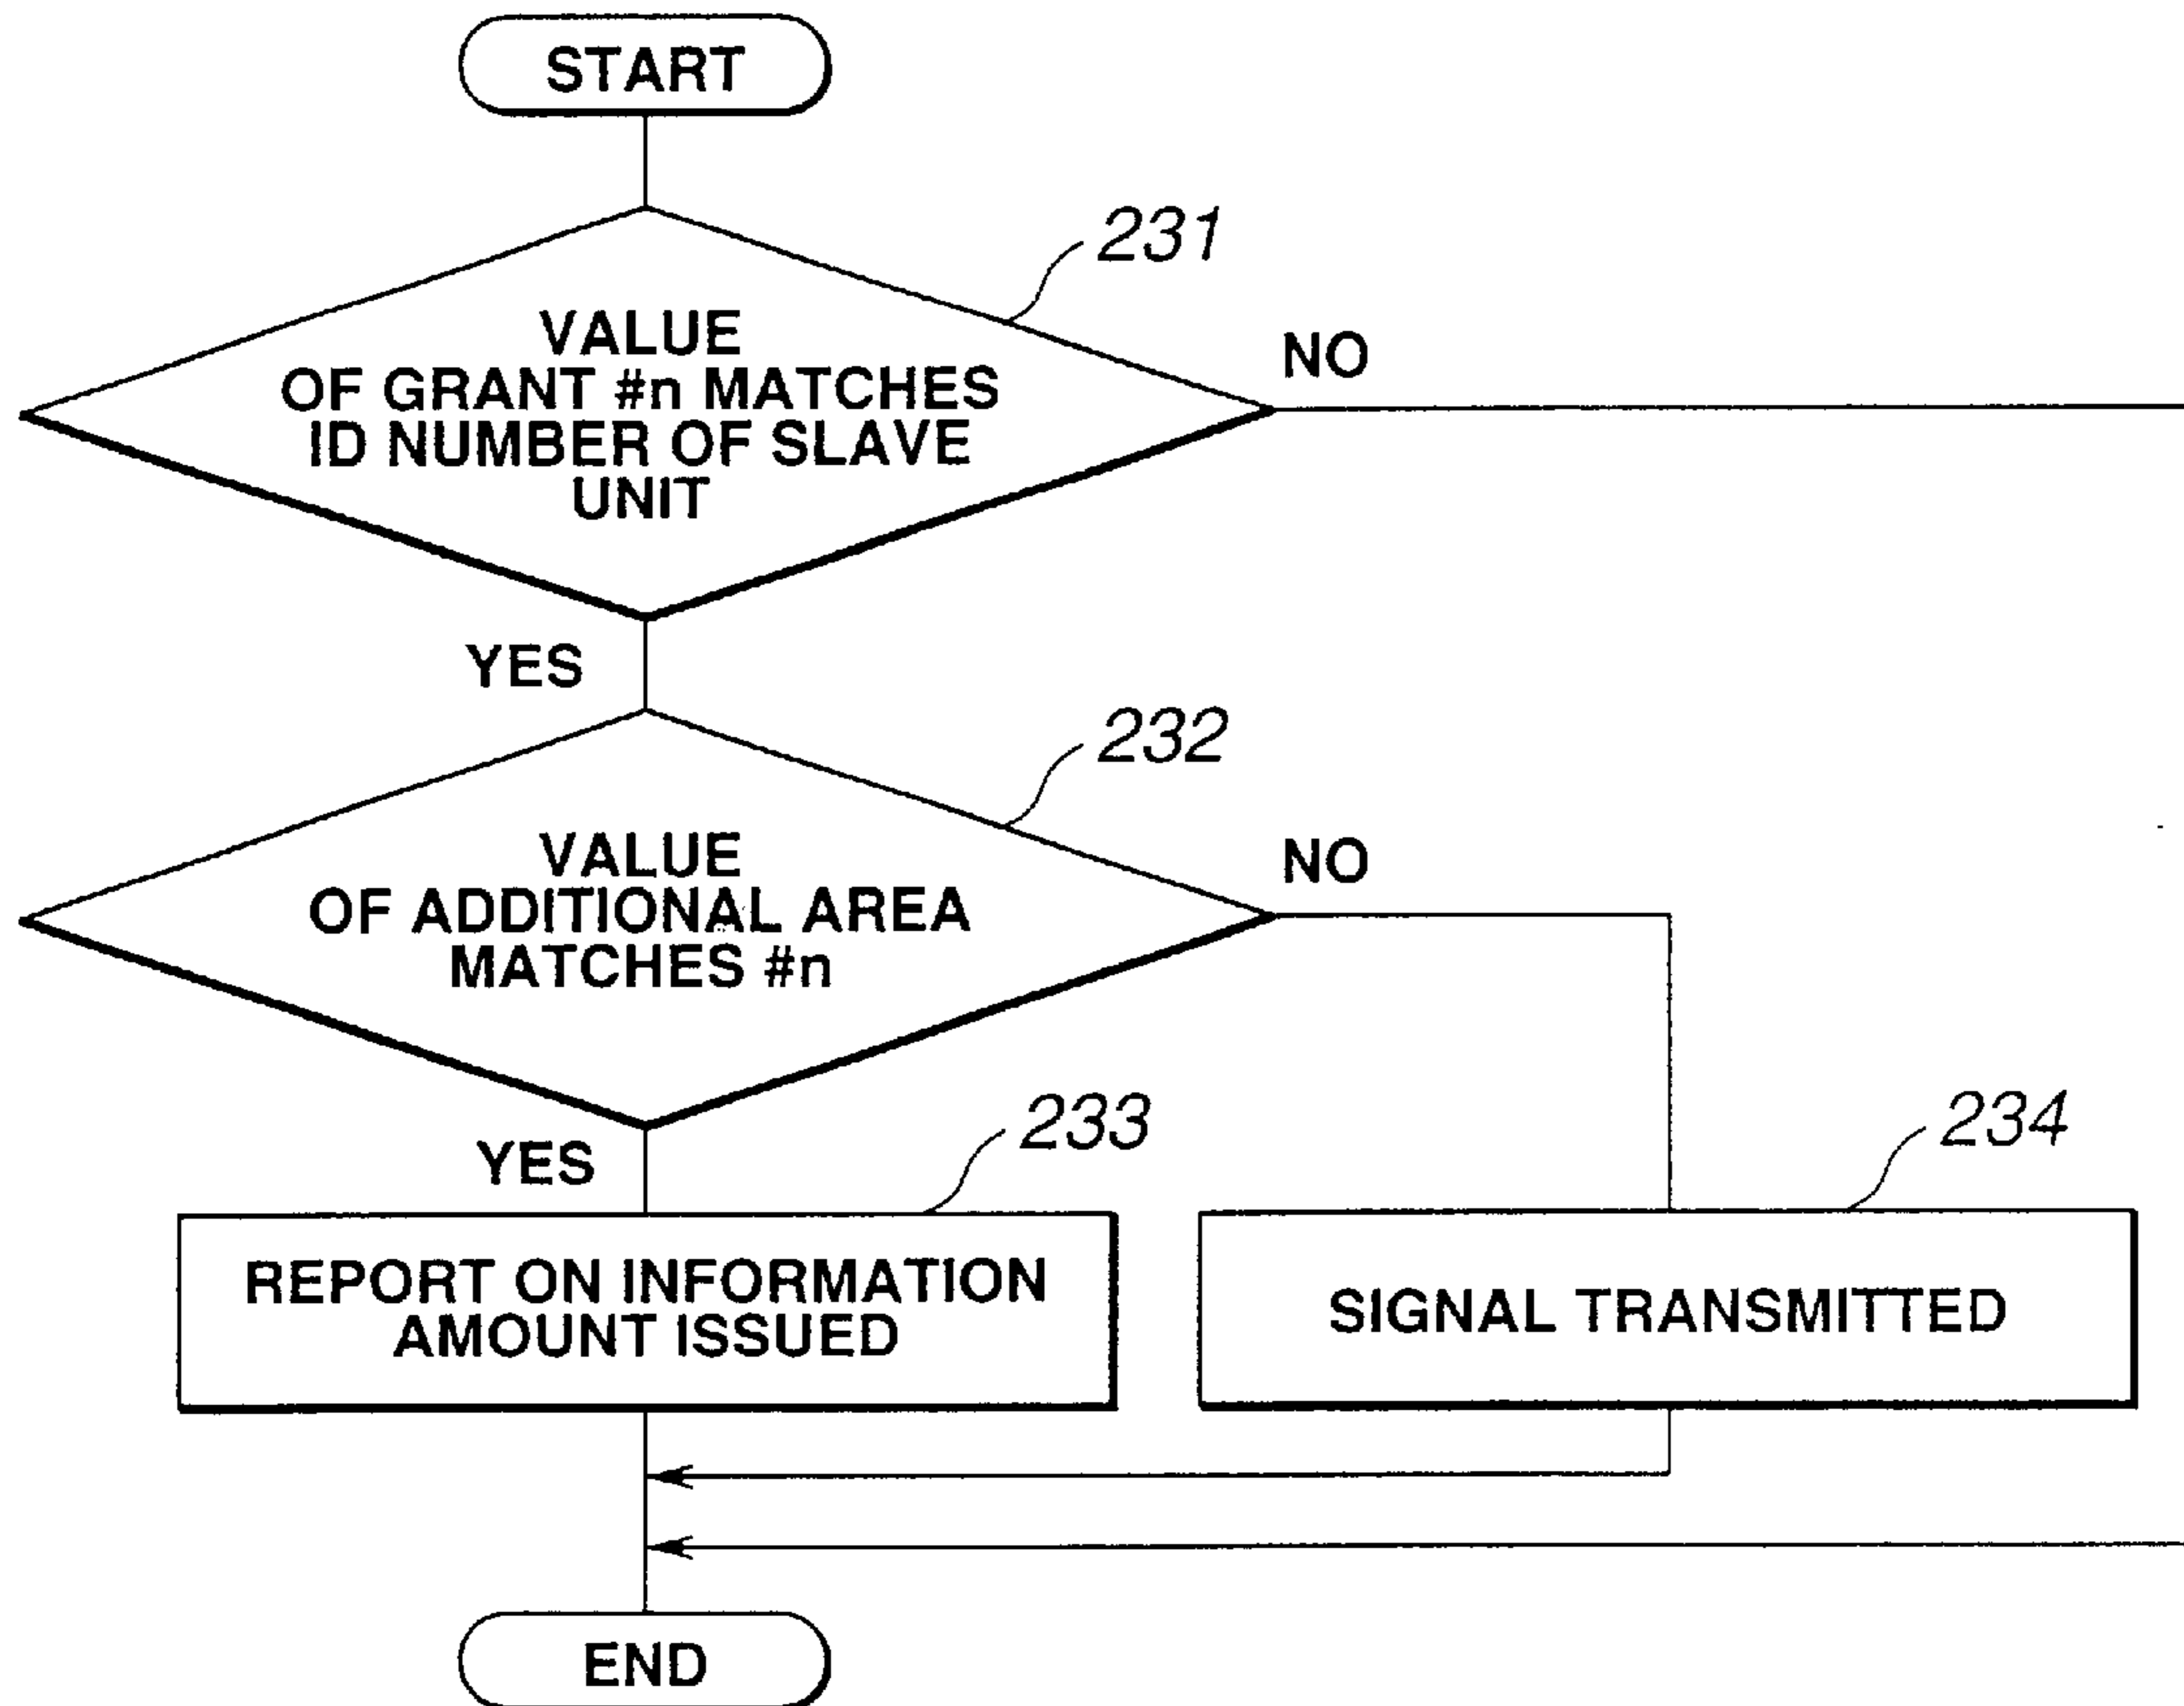 START
231
VALUE
OF GRANT #n MATCHES
ID NUMBER OF SLAVE
UNIT
NO
YES
232
VALUE
OF ADDITIONAL AREA
MATCHES #n
NO
YES
233
REPORT ON INFORMATION
AMOUNT ISSUED
234
SIGNAL TRANSMITTED
END